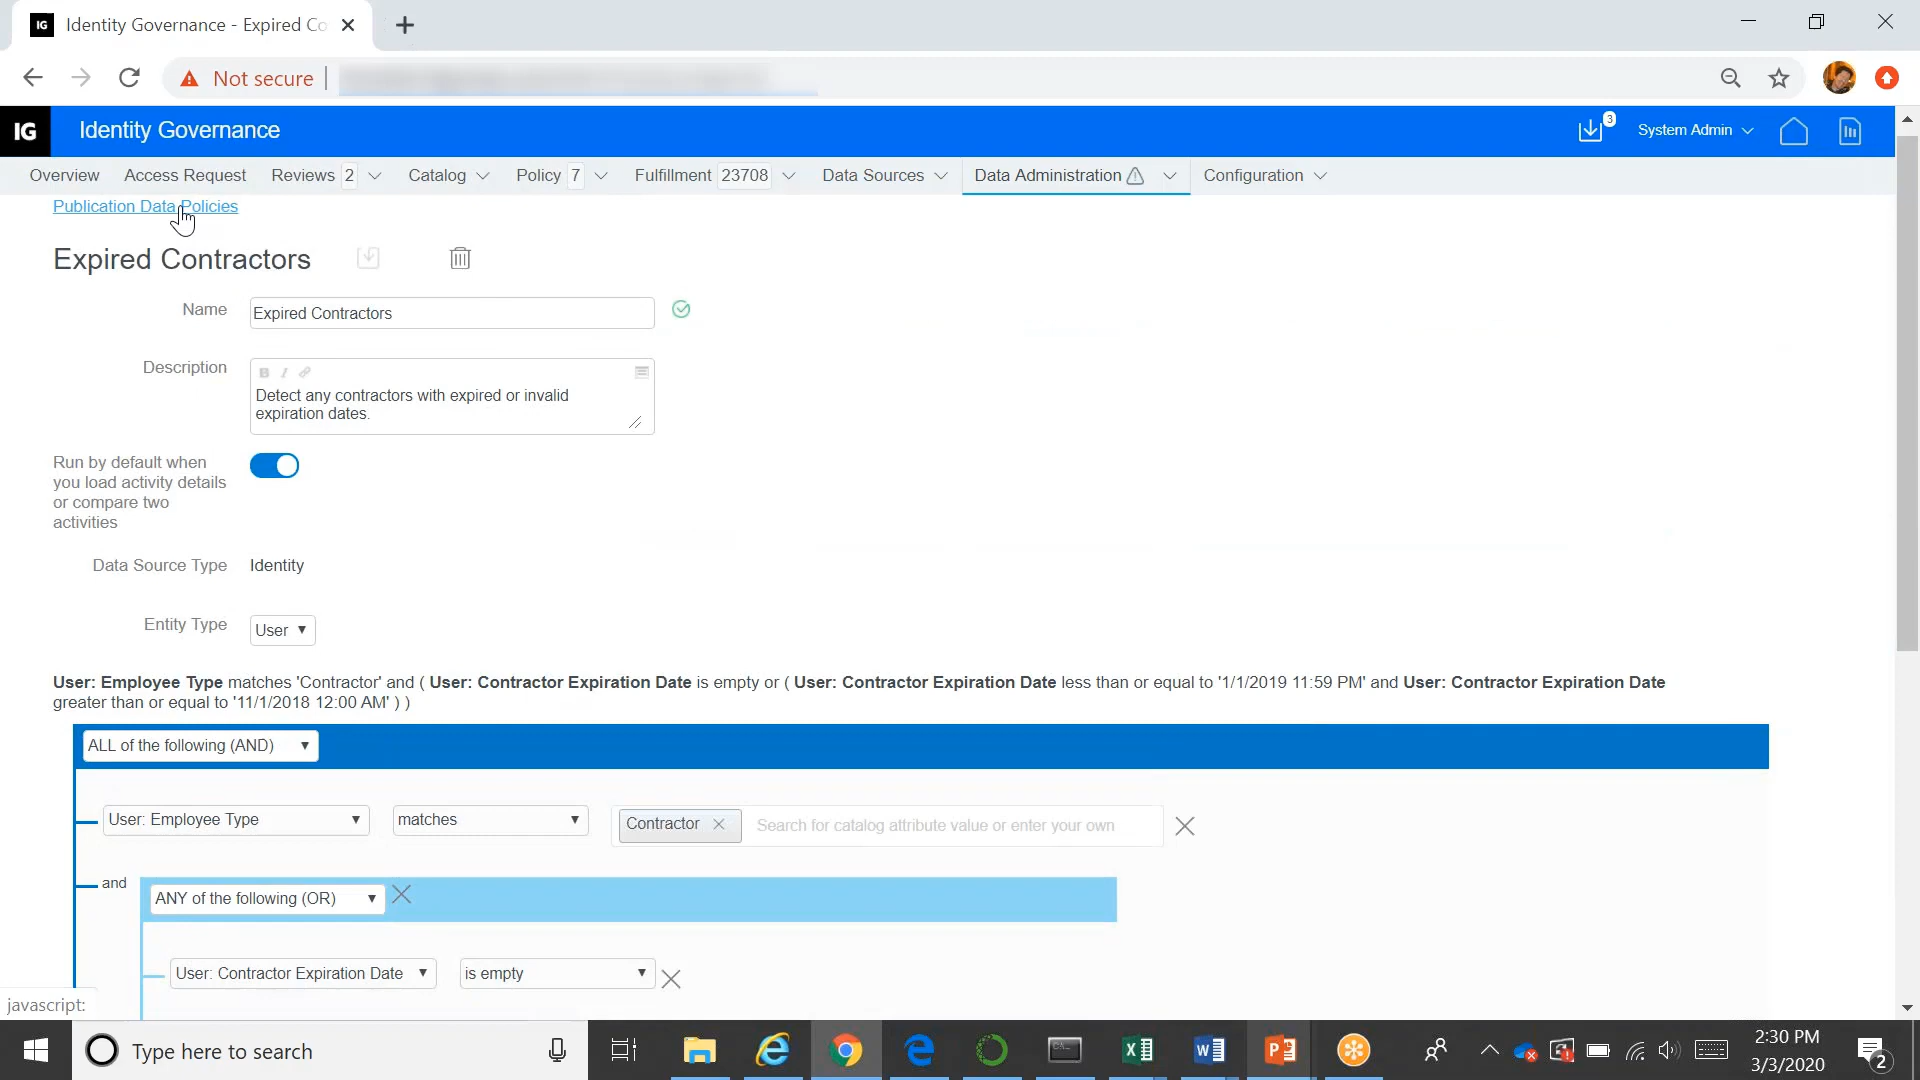 IG
Identity Governance - Expired Co
Not secure
IG
Identity Governance
3
System Admin
Overview
Access Request
Reviews 2
Catalog
Policy 7
Fulfillment 23708
Data Sources
Data Administration
Configuration
Publication Data Policies
Expired Contractors
Name
Expired Contractors
Description
B I
Detect any contractors with expired or invalid
expiration dates.
Run by default when
you load activity details
or compare two
activities
Data Source Type
Identity
Entity Type
User
User: Employee Type matches 'Contractor' and ( User: Contractor Expiration Date is empty or ( User: Contractor Expiration Date less than or equal to '1/1/2019 11:59 PM' and User: Contractor Expiration Date
greater than or equal to '11/1/2018 12:00 AM' ) )
ALL of the following (AND)
User: Employee Type
matches
Contractor
Search for catalog attribute value or enter your own
and
ANY of the following (OR)
User: Contractor Expiration Date
is empty
javascript:
Type here to search
2:30 PM
3/3/2020
2